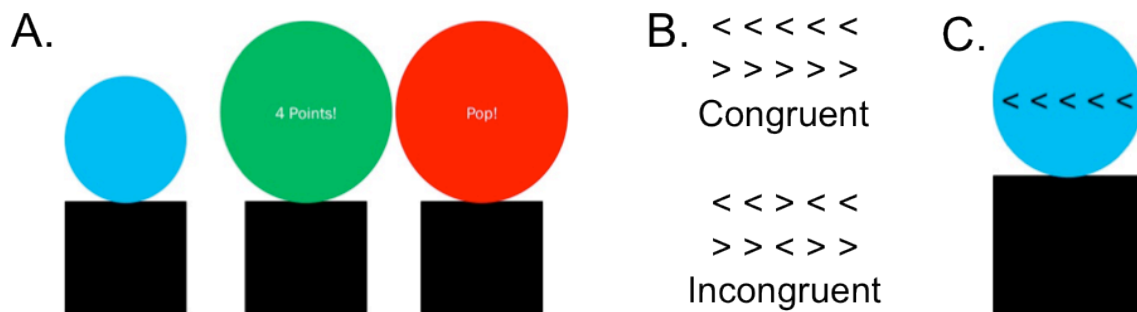 A.
4 Points!
Pop!
B.
< < < < <
> > > > >
Congruent
< < > < <
> > < > >
Incongruent
C.
< < < < <